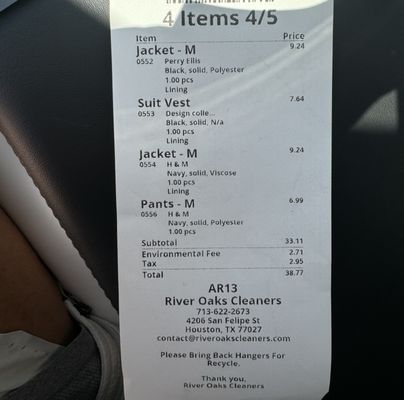 4 Items 4/5
Item Price
Jacket - M 9.24
0552 Perry Ellis
Black, solid, Polyester
1.00 pcs
Lining
Suit Vest 7.64
0553 Design colle...
Black, solid, N/a
1.00 pcs
Lining
Jacket - M 9.24
0554 H & M
Navy, solid, Viscose
1.00 pcs
Lining
Pants - M 6.99
0556 H & M
Navy, solid, Polyester
1.00 pcs
Subtotal 33.11
Environmental Fee 2.71
Tax 2.95
Total 38.77
AR13
River Oaks Cleaners
713-622-2673
4206 San Felipe St
Houston, TX 77027
contact@riveroakscleaners.com
Please Bring Back Hangers For
Recycle.
Thank you,
River Oaks Cleaners